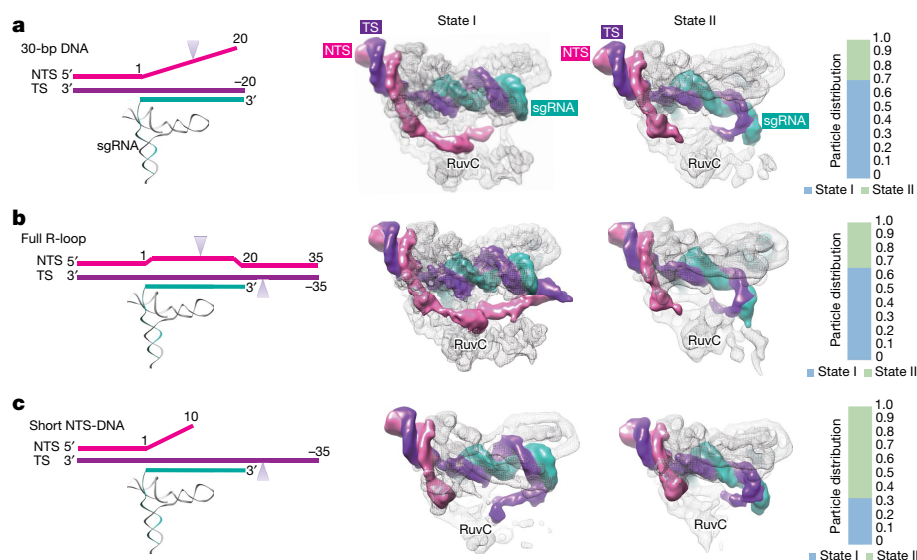 a
State I
State II
30-bp DNA
NTS 5′
TS 3′
1
20
–20
3′
sgRNA
TS
NTS
sgRNA
RuvC
TS
NTS
sgRNA
RuvC
Particle distribution
1.0
0.9
0.8
0.7
0.6
0.5
0.4
0.3
0.2
0.1
0
State I State II
b
Full R-loop
NTS 5′
TS 3′
1
20
35
–35
3′
RuvC
RuvC
Particle distribution
1.0
0.9
0.8
0.7
0.6
0.5
0.4
0.3
0.2
0.1
0
State I State II
c
Short NTS-DNA
NTS 5′
TS 3′
1
10
–35
3′
RuvC
RuvC
Particle distribution
1.0
0.9
0.8
0.7
0.6
0.5
0.4
0.3
0.2
0.1
0
State I State II